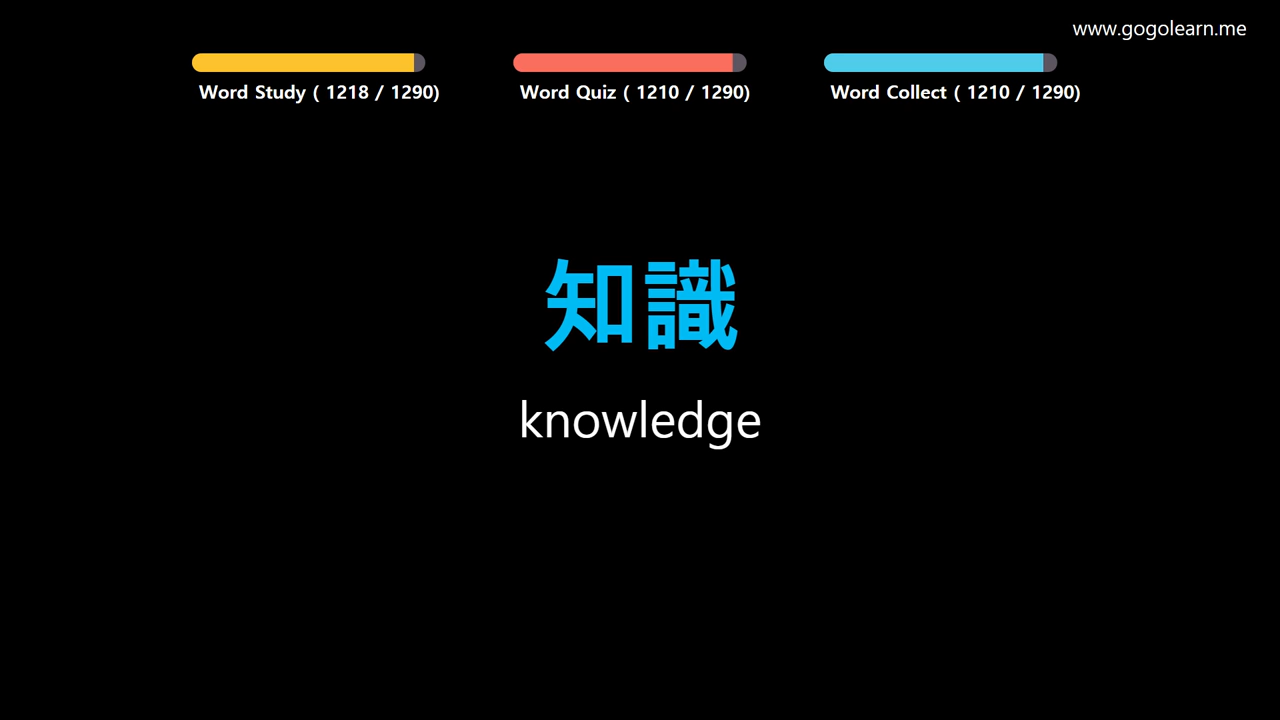 www.gogolearn.me
Word Study ( 1218 / 1290)
Word Quiz ( 1210 / 1290)
Word Collect ( 1210 / 1290)
知識
knowledge